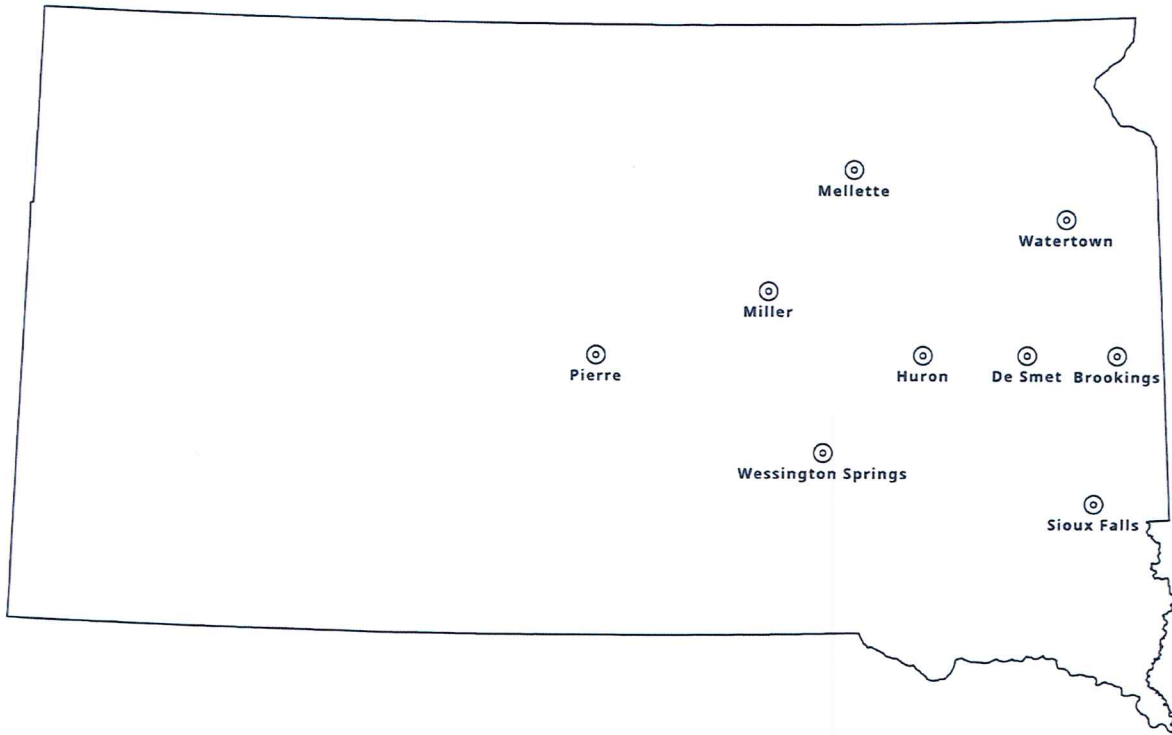 Mellette
Watertown
Miller
Pierre
Huron
De Smet
Brookings
Wessington Springs
Sioux Falls